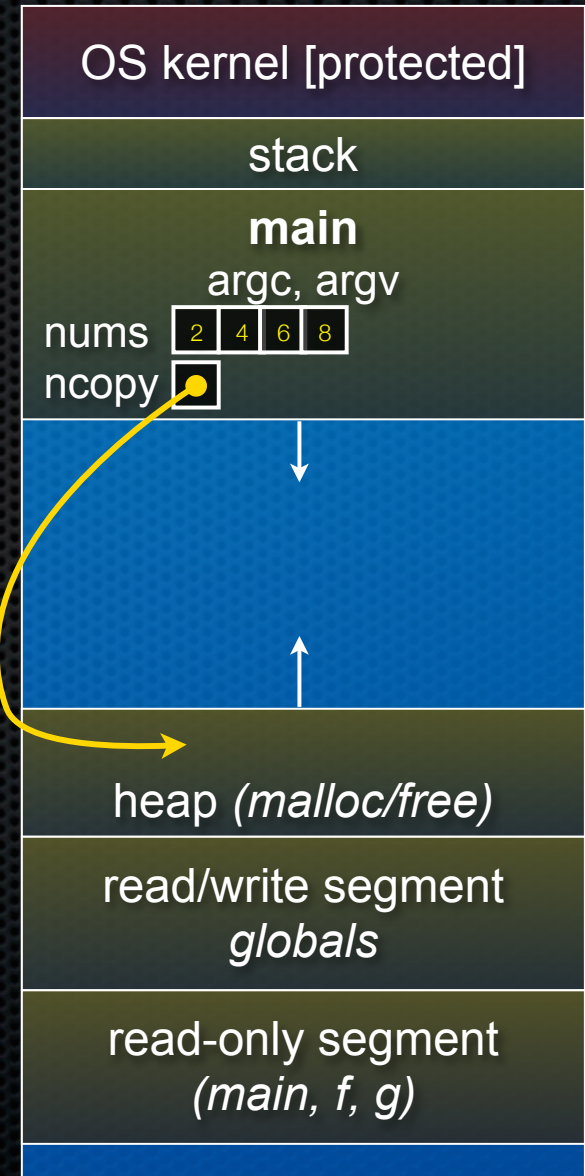 OS kernel [protected]
stack
main
argc, argv
nums 2 4 6 8
ncopy
heap (malloc/free)
read/write segment
globals
read-only segment
(main, f, g)